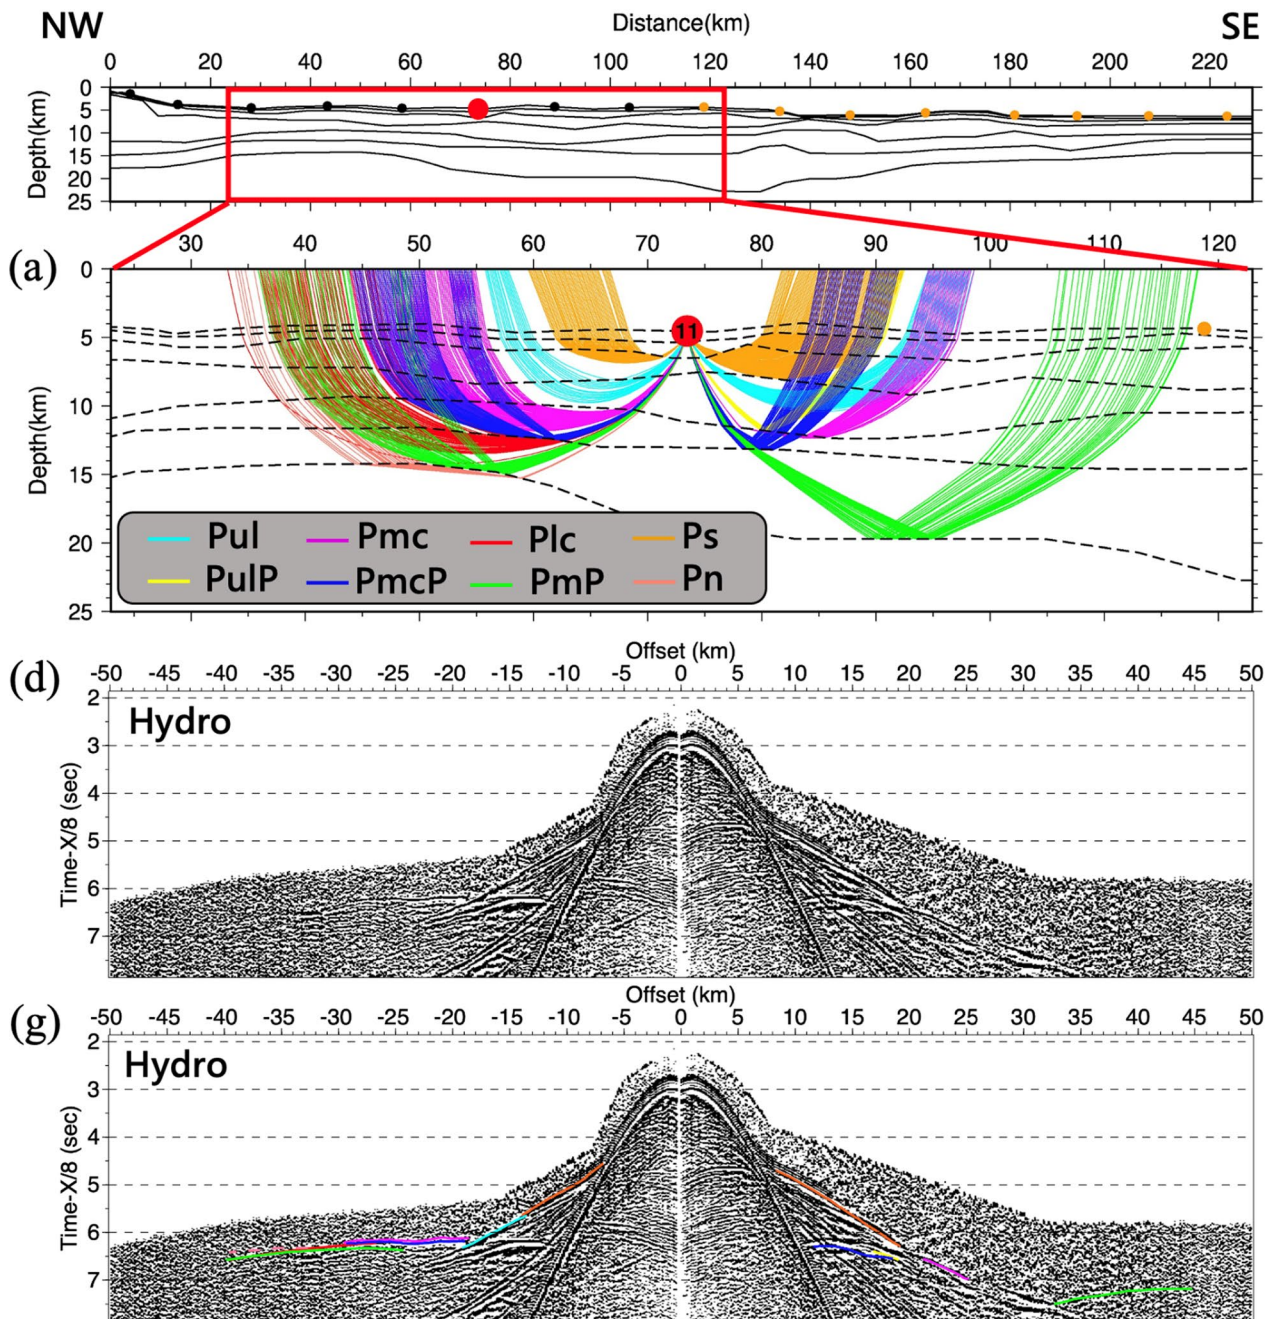 NW Distance(km) SE
0 20 40 60 80 100 120 140 160 180 200 220
Depth(km)
0
5
10
15
20
25
30 40 50 60 70 80 90 100 110 120
(a)
Depth(km)
0
5
10
15
20
25
11
Pul Pmc Plc Ps
PulP PmcP PmP Pn
Offset (km)
(d)
-50 -45 -40 -35 -30 -25 -20 -15 -10 -5 0 5 10 15 20 25 30 35 40 45 50
Hydro
Time-X/8 (sec)
2
3
4
5
6
7
Offset (km)
(g)
-50 -45 -40 -35 -30 -25 -20 -15 -10 -5 0 5 10 15 20 25 30 35 40 45 50
Hydro
Time-X/8 (sec)
2
3
4
5
6
7